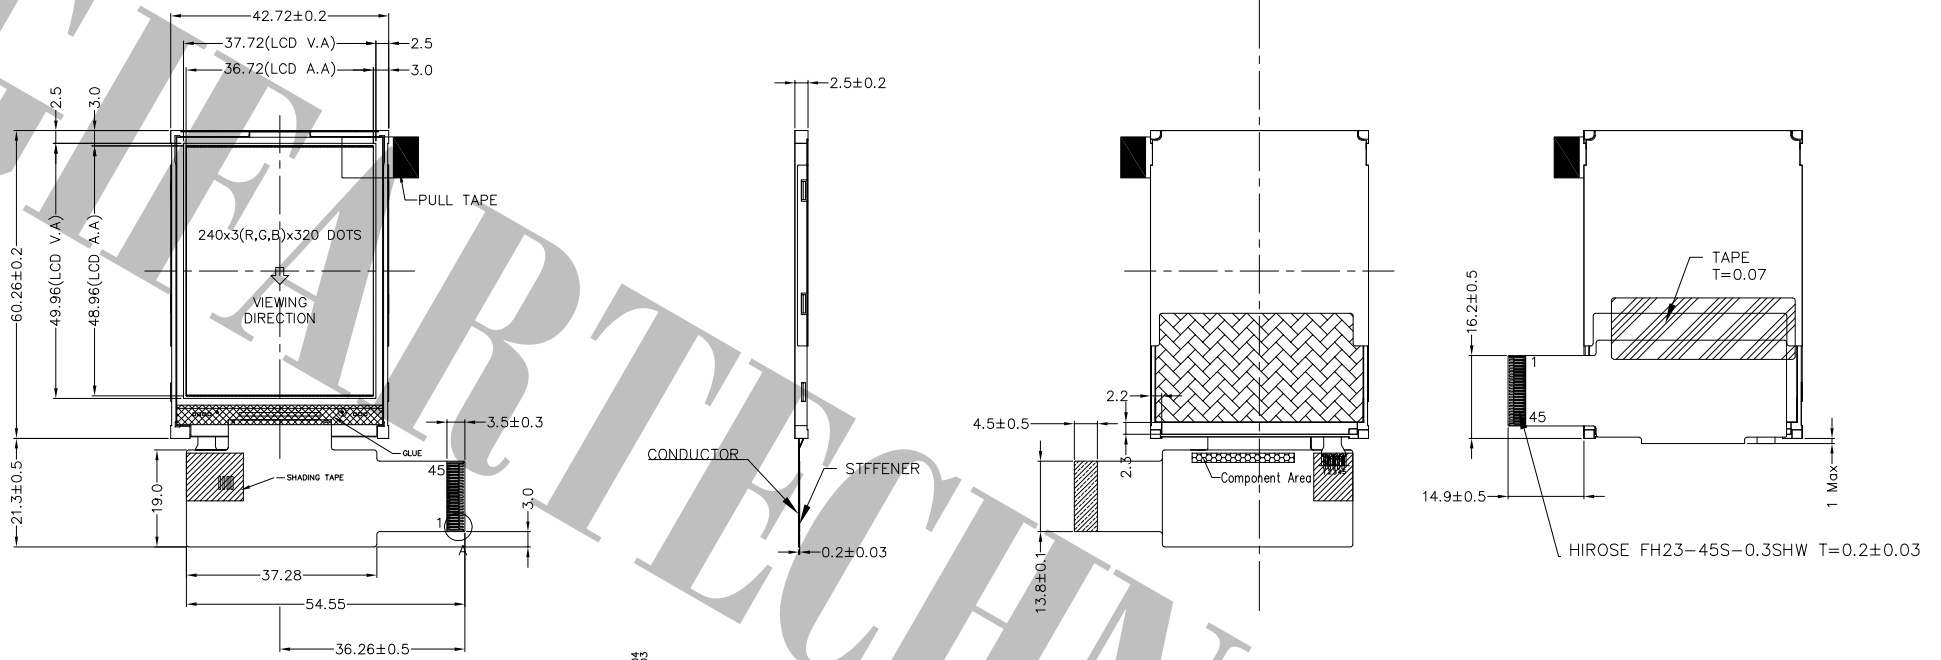 42.72±0.2
37.72(LCD V.A)
2.5
36.72(LCD A.A)
3.0
2.5
3.0
60.26±0.2
49.96(LCD V.A)
48.96(LCD A.A)
PULL TAPE
240x3(R,G,B)x320 DOTS
VIEWING
DIRECTION
3.5±0.3
GLUE
45
SHADING TAPE
21.3±0.5
19.0
1
3.0
A
37.28
54.55
36.26±0.5
2.5±0.2
CONDUCTOR
STFFENER
0.2±0.03
2.2
4.5±0.5
2.3
Component Area
13.8±0.1
TAPE
T=0.07
16.2±0.5
1
45
14.9±0.5
1 Max
HIROSE FH23-45S-0.3SHW T=0.2±0.03
04
03